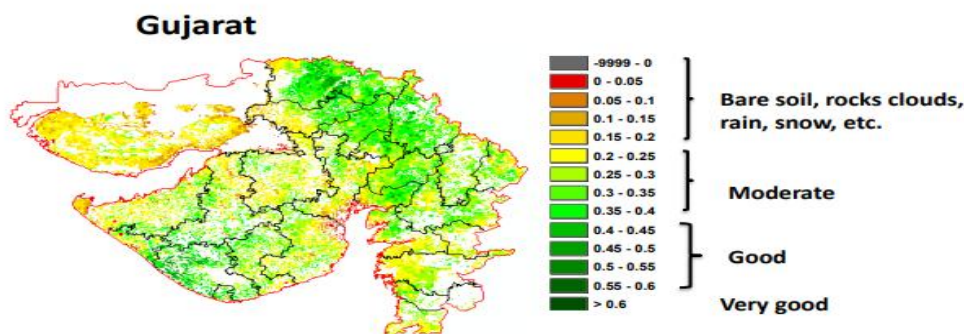 Gujarat
-9999 - 0
0 - 0.05
0.05 - 0.1
0.1 - 0.15
0.15 - 0.2
0.2 - 0.25
0.25 - 0.3
0.3 - 0.35
0.35 - 0.4
0.4 - 0.45
0.45 - 0.5
0.5 - 0.55
0.55 - 0.6
> 0.6
Bare soil, rocks clouds,
rain, snow, etc.
Moderate
Good
Very good